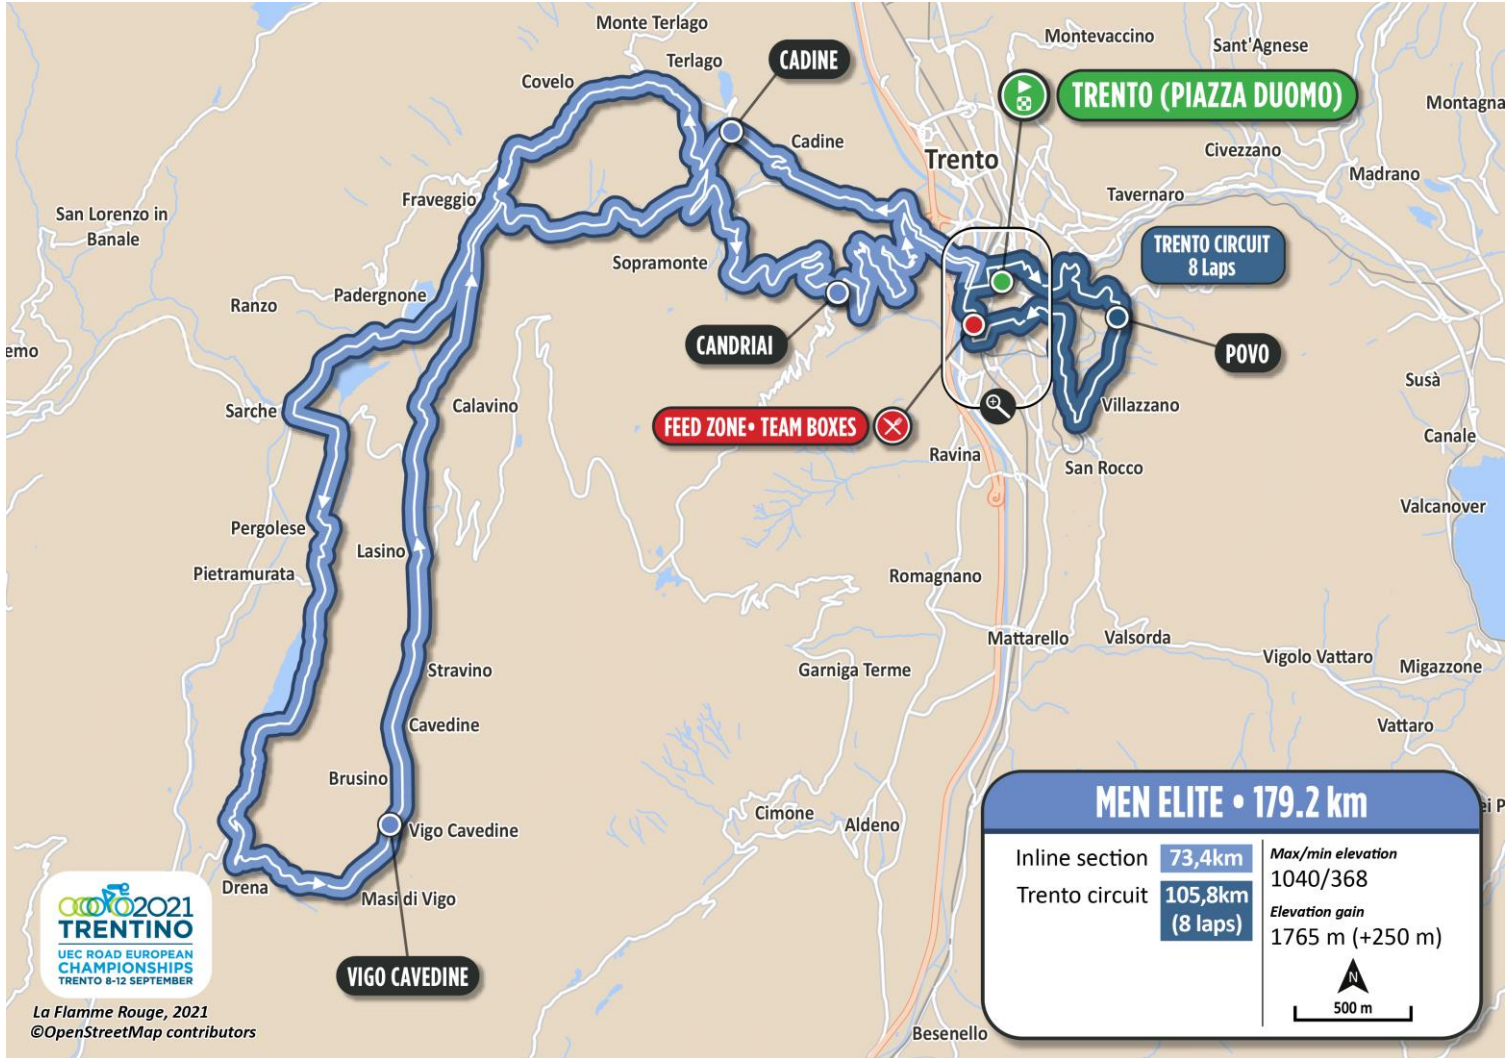 Monte Terlago
Terlago
CADINE
Montevaccino
Sant'Agnese
Covelo
TRENTO (PIAZZA DUOMO)
Montagna
Cadine
Trento
Civezzano
Madrano
Fraveggio
Tavernaro
San Lorenzo in
Banale
Sopramonte
TRENTO CIRCUIT
8 Laps
Ranzo
Padergnone
CANDRIAI
POVO
emo
Susà
Sarche
Calavino
FEED ZONE• TEAM BOXES
Villazzano
Ravina
San Rocco
Canale
Valcanover
Pergolese
Lasino
Pietramurata
Romagnano
Mattarello
Valsorda
Stravino
Garniga Terme
Vigolo Vattaro
Migazzone
Cavedine
Vattaro
Brusino
Vigo Cavedine
Cimone
Aldeno
ei P
Drena
Masi di Vigo
VIGO CAVEDINE
Besenello
MEN ELITE • 179.2 km
Inline section 73,4km
Trento circuit 105,8km
(8 laps)
Max/min elevation
1040/368
Elevation gain
1765 m (+250 m)
N
500 m
2021
TRENTINO
UEC ROAD EUROPEAN
CHAMPIONSHIPS
TRENTO 8-12 SEPTEMBER
La Flamme Rouge, 2021
©OpenStreetMap contributors